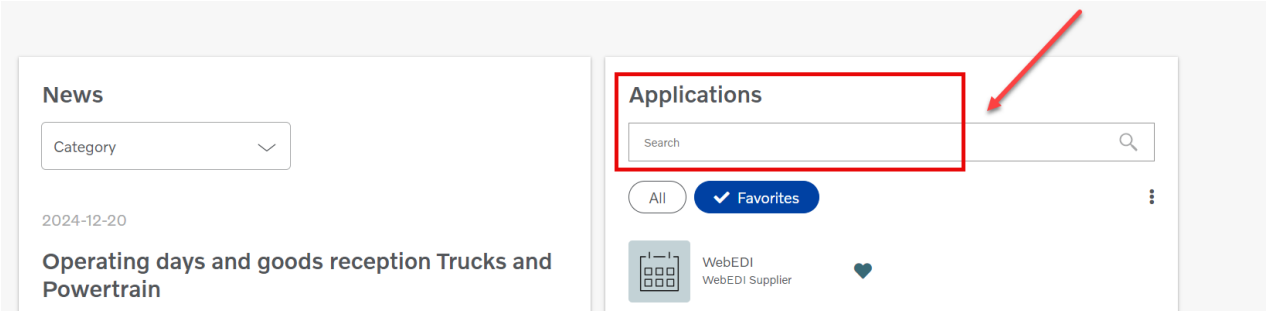 News
Category
2024-12-20
Operating days and goods reception Trucks and
Powertrain
Applications
Search
All
Favorites
WebEDI
WebEDI Supplier